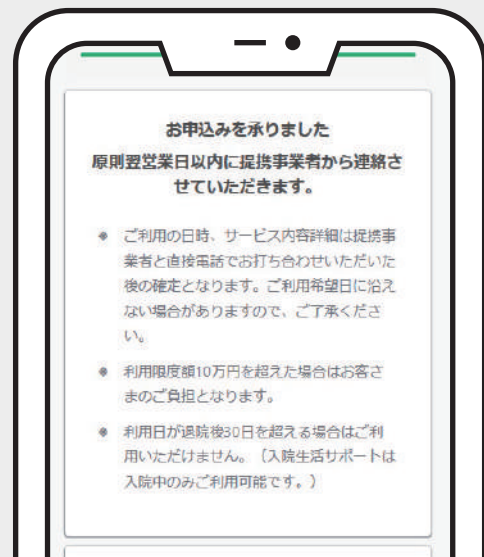 お申込みを承りました
原則翌営業日以内に提携事業者から連絡さ
せていただきます。
ご利用の日時、サービス内容詳細は提携事
業者と直接電話でお打ち合わせいただいた
後の確定となります。ご利用希望日に沿え
ない場合がありますので、ご了承くださ
い。
利用限度額10万円を超えた場合はお客さ
まのご負担となります。
利用日が退院後30日を超える場合はご利
用いただけません。（入院生活サポートは
入院中のみご利用可能です。）